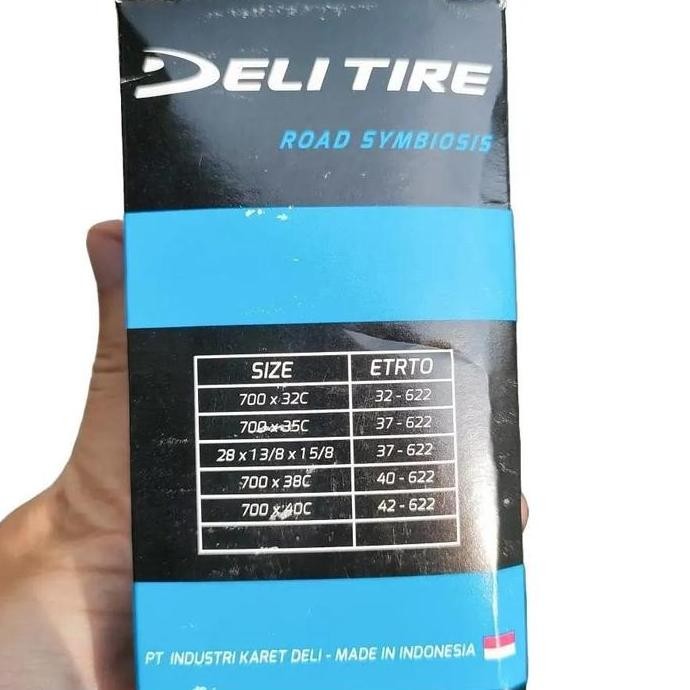 DELI TIRE
ROAD SYMBIOSIS
SIZE ETRTO
700 x 32C 32 - 622
700 x 35C 37 - 622
28 x 1 3/8 x 1 5/8 37 - 622
700 x 38C 40 - 622
700 x 40C 42 - 622
PT INDUSTRI KARET DELI - MADE IN INDONESIA